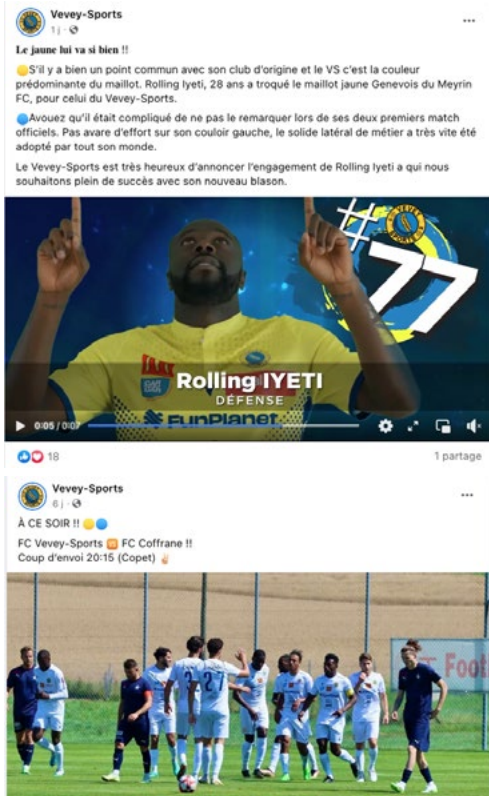 Vevey-Sports
1 j
Le jaune lui va si bien !!
S'il y a bien un point commun avec son club d'origine et le VS c'est la couleur
prédominante du maillot. Rolling Iyeti, 28 ans a troqué le maillot jaune Genevois du Meyrin
FC, pour celui du Vevey-Sports.
Avouez qu'il était compliqué de ne pas le remarquer lors de ses deux premiers match
officiels. Pas avare d'effort sur son couloir gauche, le solide latéral de métier a très vite été
adopté par tout son monde.
Le Vevey-Sports est très heureux d'annoncer l'engagement de Rolling Iyeti a qui nous
souhaitons plein de succès avec son nouveau blason.
VEVEY
SPORTS
#77
Rolling IYETI
DÉFENSE
FUNPLANET
0:05 / 0:07
18
1 partage
Vevey-Sports
6 j
À CE SOIR !!
FC Vevey-Sports 🆚 FC Coffrane !!
Coup d'envoi 20:15 (Copet)
Foot
27